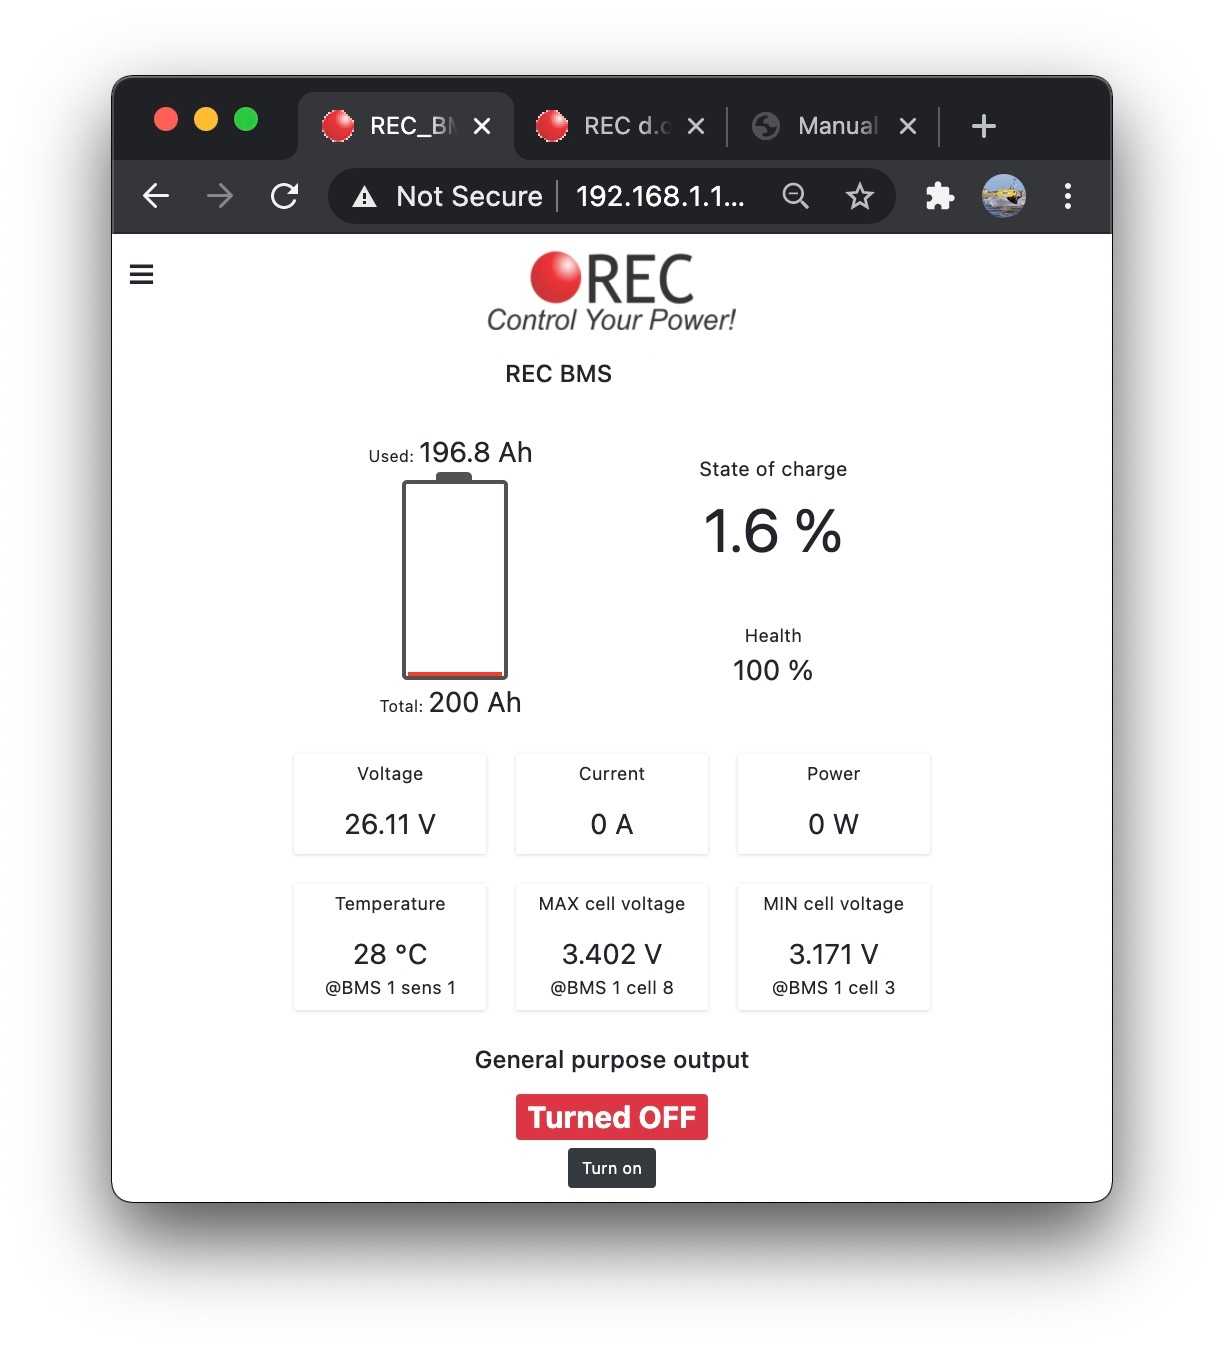 REC_BM
REC d.o
Manual
Not Secure
192.168.1.1...
REC
Control Your Power!
REC BMS
Used: 196.8 Ah
Total: 200 Ah
State of charge
1.6 %
Health
100 %
Voltage
26.11 V
Current
0 A
Power
0 W
Temperature
28 °C
@BMS 1 sens 1
MAX cell voltage
3.402 V
@BMS 1 cell 8
MIN cell voltage
3.171 V
@BMS 1 cell 3
General purpose output
Turned OFF
Turn on